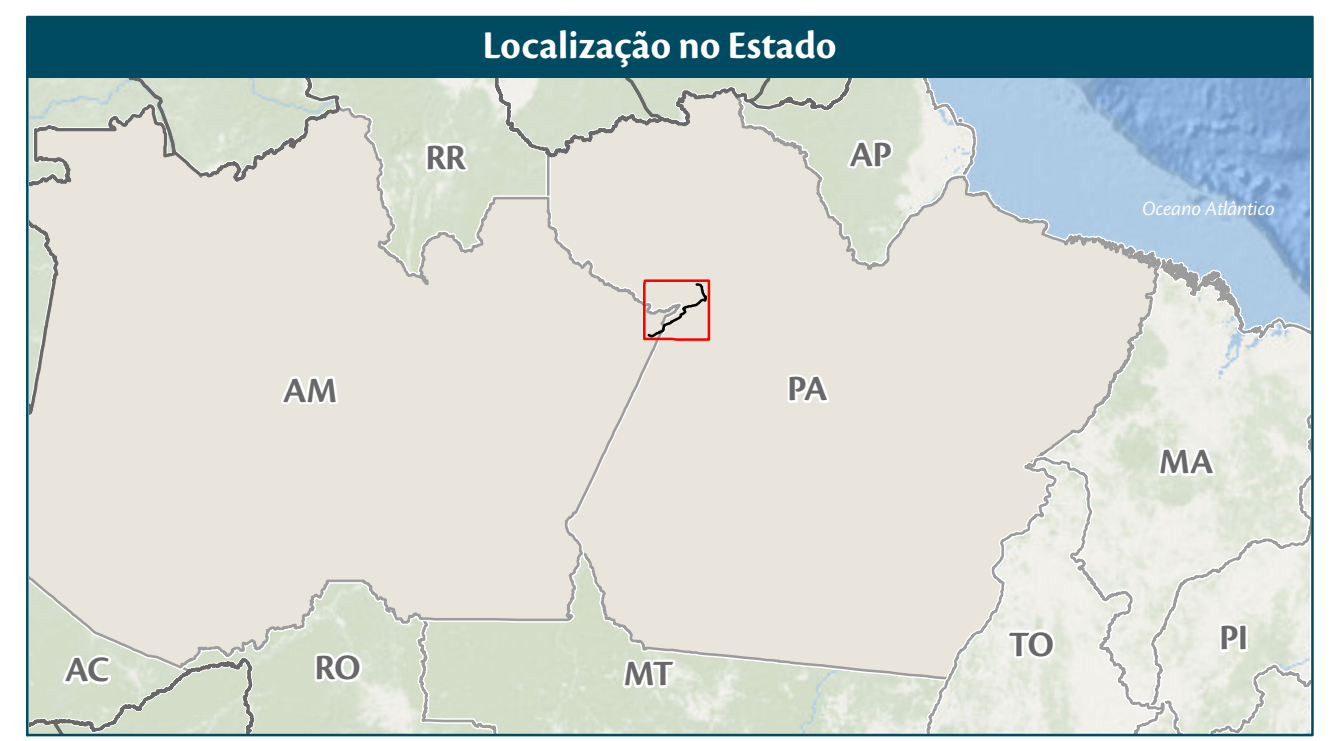 Localização no Estado
RR
AP
Oceano Atlântico
AM
PA
MA
AC
RO
MT
TO
PI